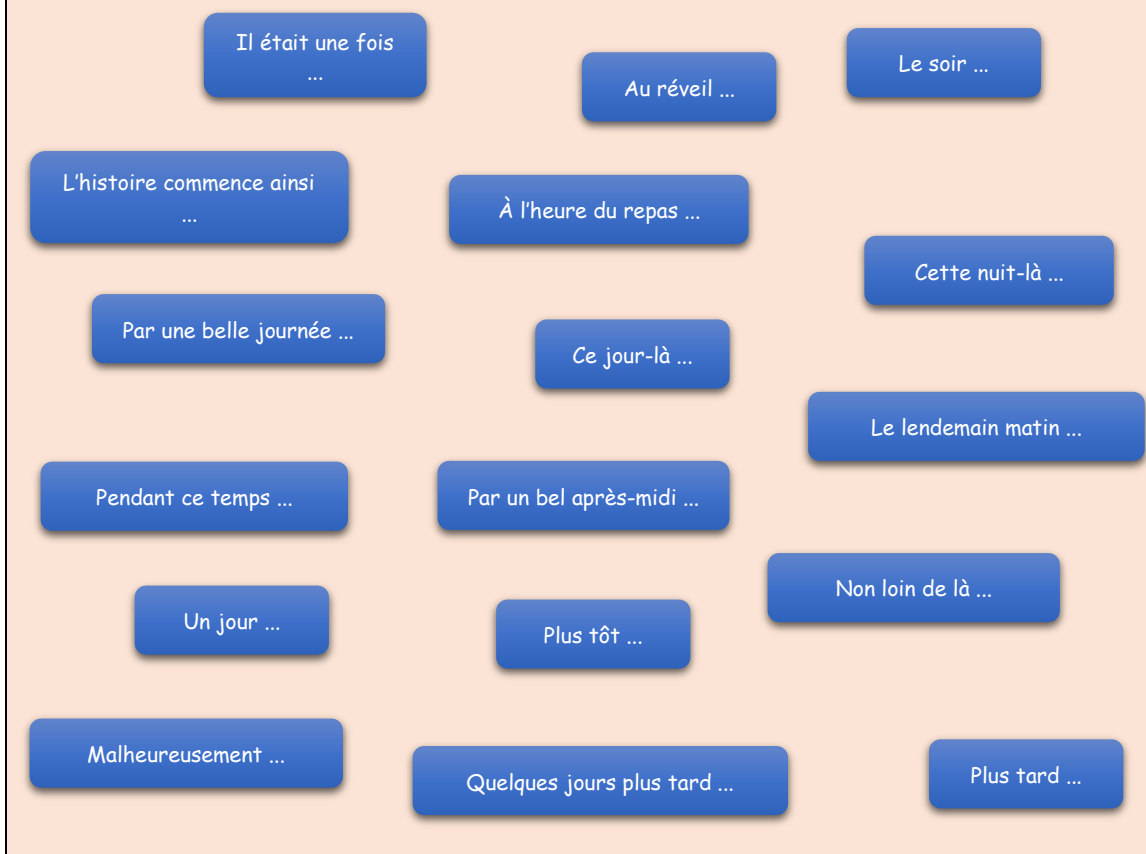 Il était une fois
...
Au réveil ...
Le soir ...
L'histoire commence ainsi
...
À l'heure du repas ...
Cette nuit-là ...
Par une belle journée ...
Ce jour-là ...
Le lendemain matin ...
Pendant ce temps ...
Par un bel après-midi ...
Non loin de là ...
Un jour ...
Plus tôt ...
Malheureusement ...
Quelques jours plus tard ...
Plus tard ...